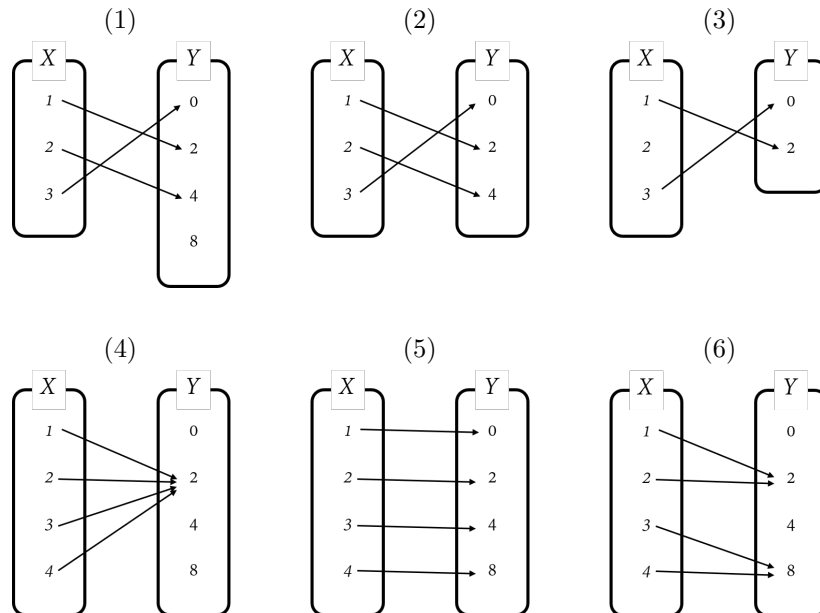 (1) (2) (3)
X Y X Y X Y
1 0 1 0 1 0
2 2 2 2 2 2
3 4 3 4 3
8
(4) (5) (6)
X Y X Y X Y
1 0 1 0 1 0
2 2 2 2 2 2
3 4 3 4 3 4
4 8 4 8 4 8